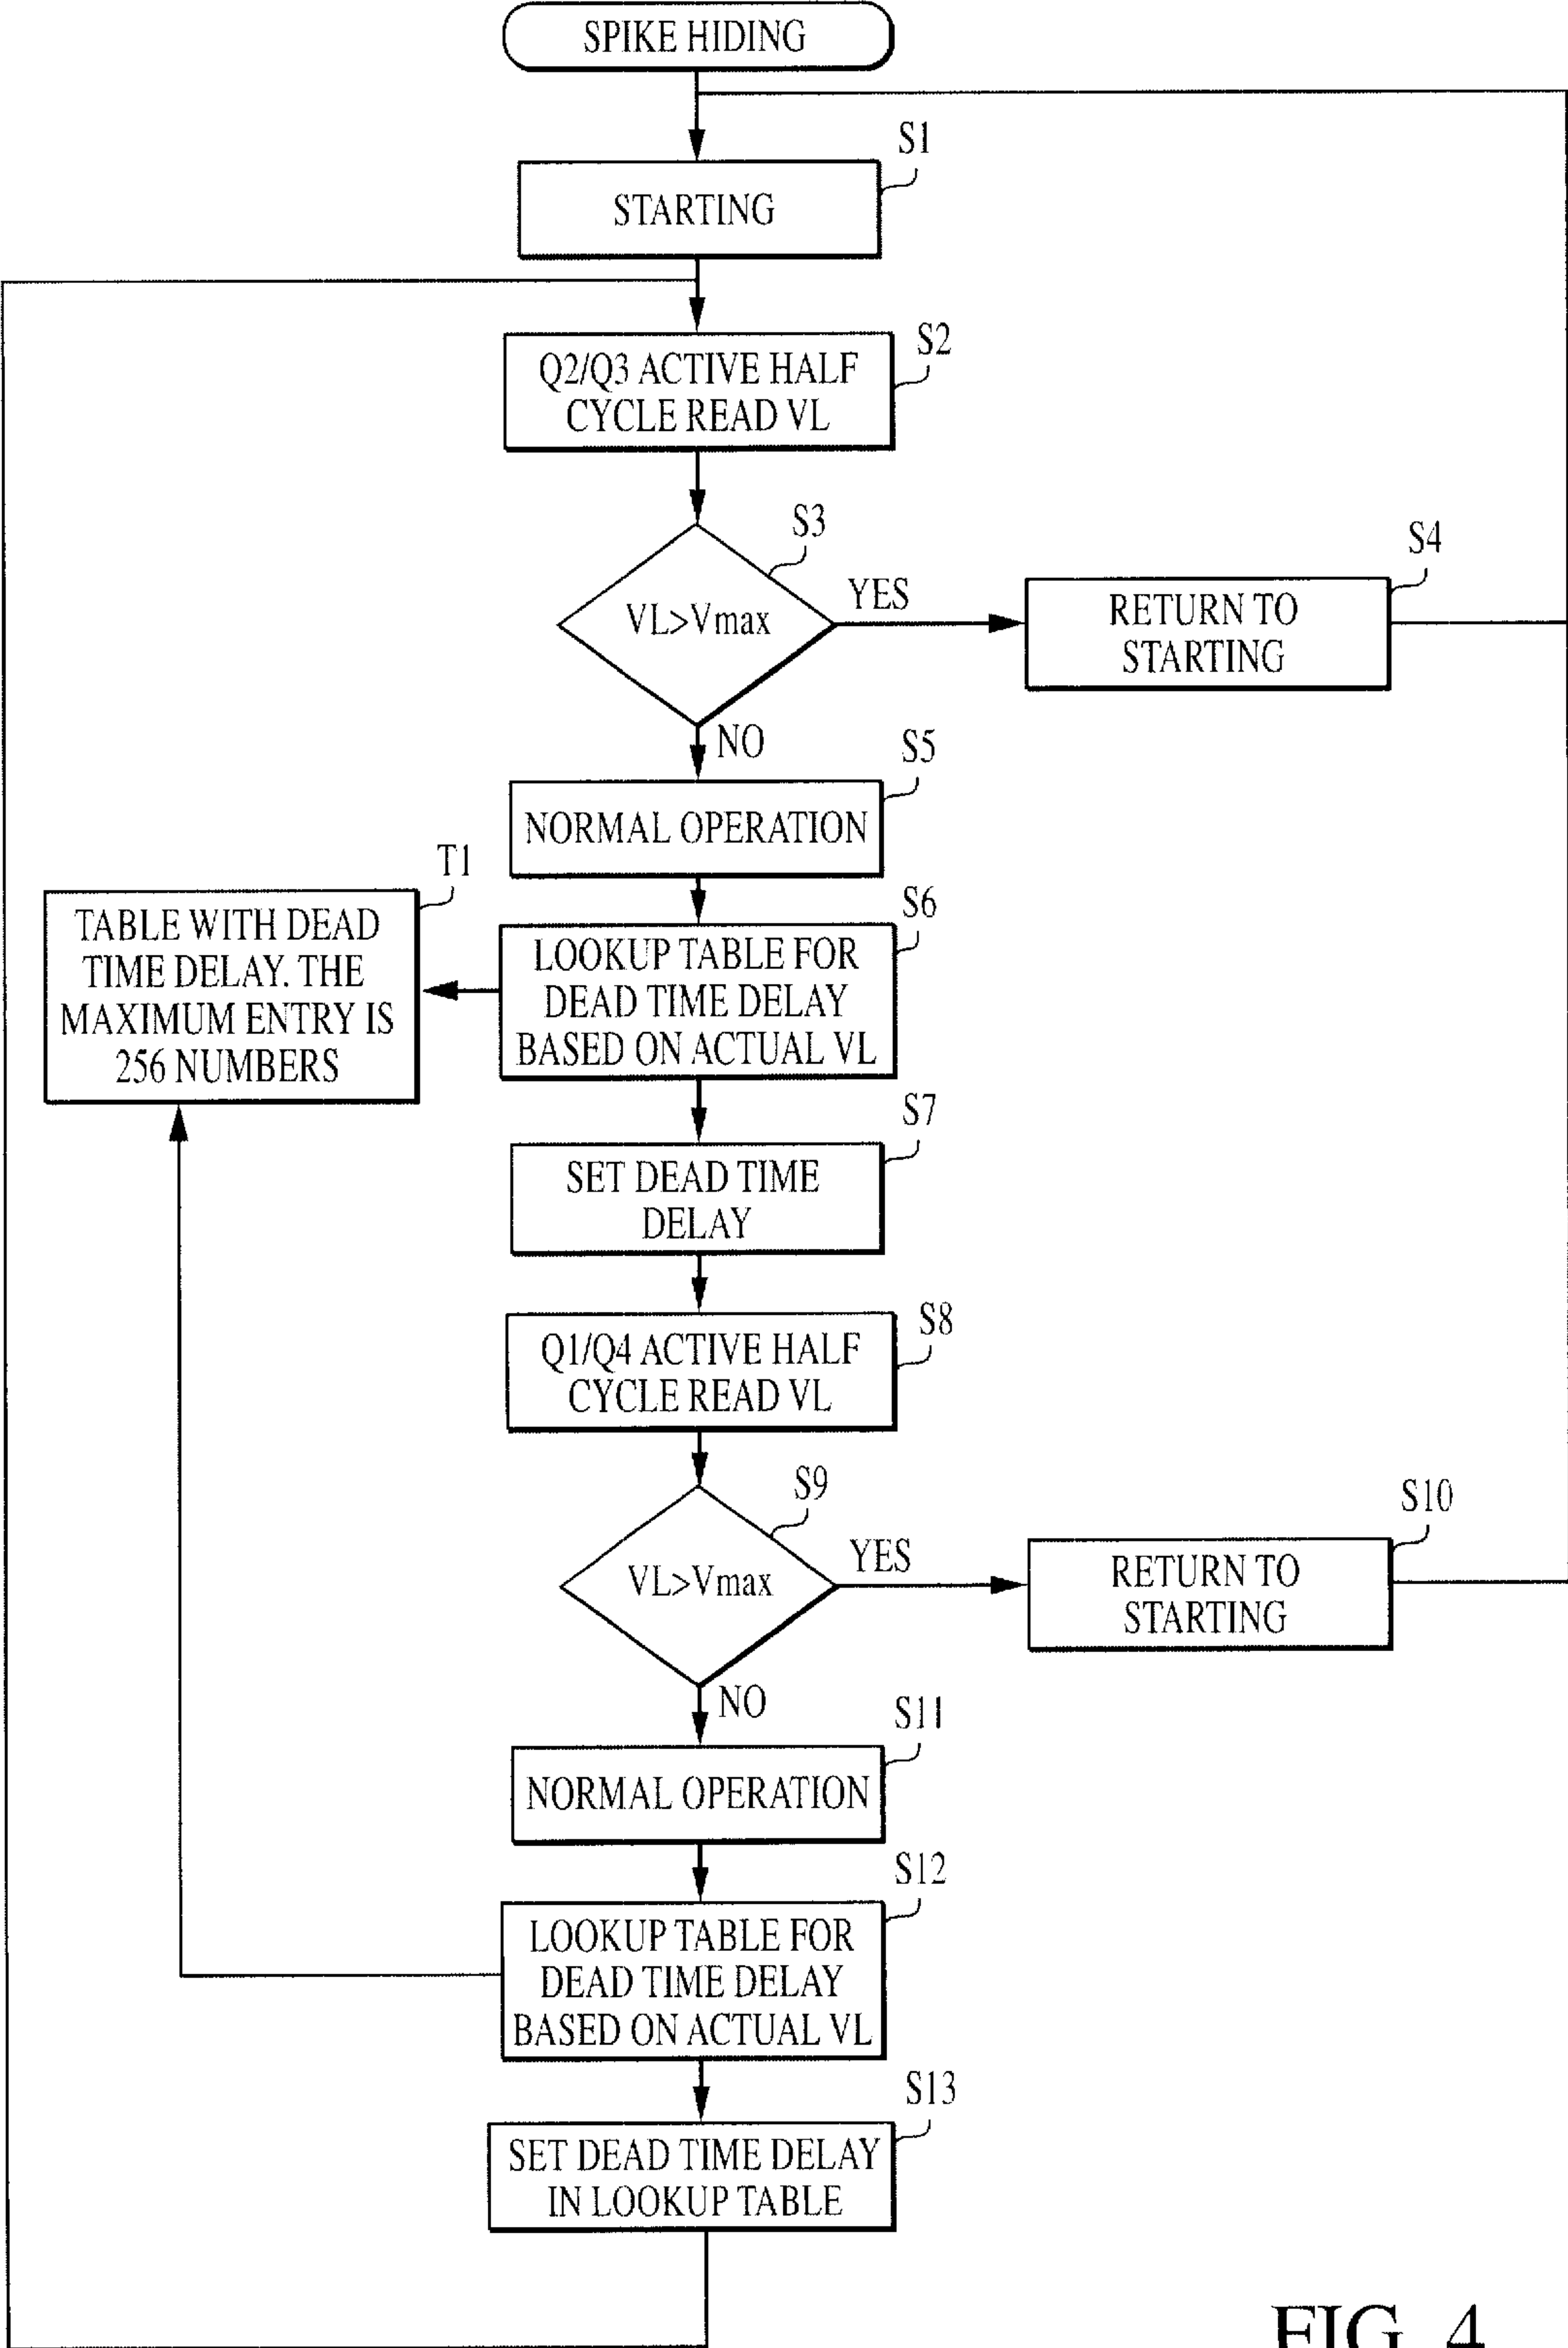 SPIKE HIDING
S1
STARTING
S2
Q2/Q3 ACTIVE HALF
CYCLE READ VL
S3
VL>Vmax
YES
S4
RETURN TO
STARTING
NO
S5
NORMAL OPERATION
T1
TABLE WITH DEAD
TIME DELAY. THE
MAXIMUM ENTRY IS
256 NUMBERS
S6
LOOKUP TABLE FOR
DEAD TIME DELAY
BASED ON ACTUAL VL
S7
SET DEAD TIME
DELAY
S8
Q1/Q4 ACTIVE HALF
CYCLE READ VL
S9
VL>Vmax
YES
S10
RETURN TO
STARTING
NO
S11
NORMAL OPERATION
S12
LOOKUP TABLE FOR
DEAD TIME DELAY
BASED ON ACTUAL VL
S13
SET DEAD TIME DELAY
IN LOOKUP TABLE
FIG. 4